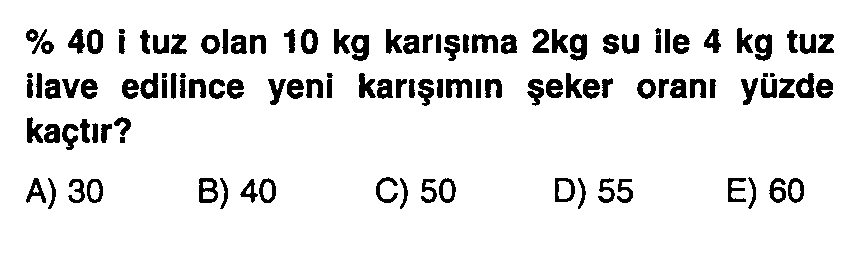 % 40 i tuz olan 10 kg karışıma 2kg su ile 4 kg tuz
ilave edilince yeni karışımın şeker oranı yüzde
kaçtır?
A) 30 B) 40 C) 50 D) 55 E) 60